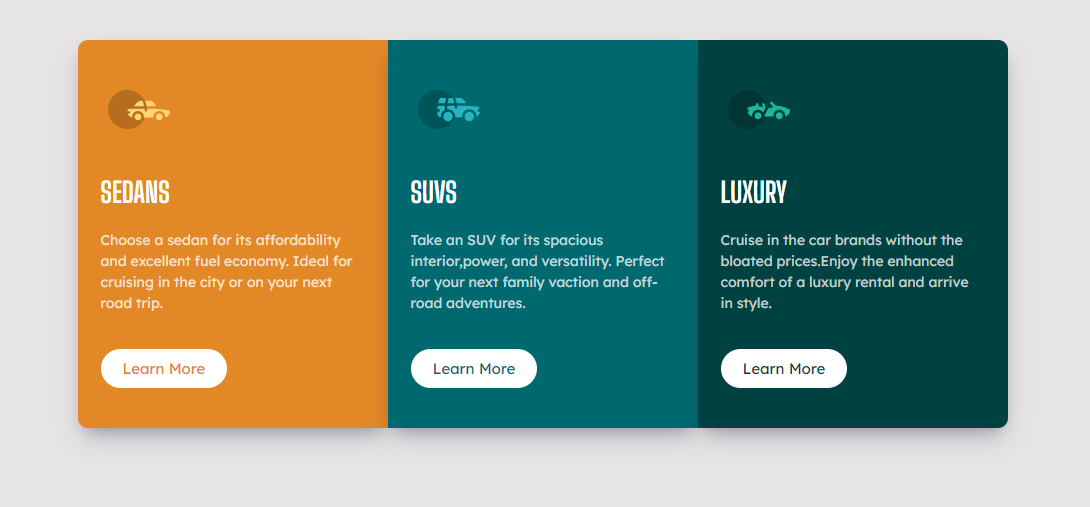 SEDANS
Choose a sedan for its affordability
and excellent fuel economy. Ideal for
cruising in the city or on your next
road trip.
Learn More
SUVS
Take an SUV for its spacious
interior,power, and versatility. Perfect
for your next family vaction and off-
road adventures.
Learn More
LUXURY
Cruise in the car brands without the
bloated prices.Enjoy the enhanced
comfort of a luxury rental and arrive
in style.
Learn More